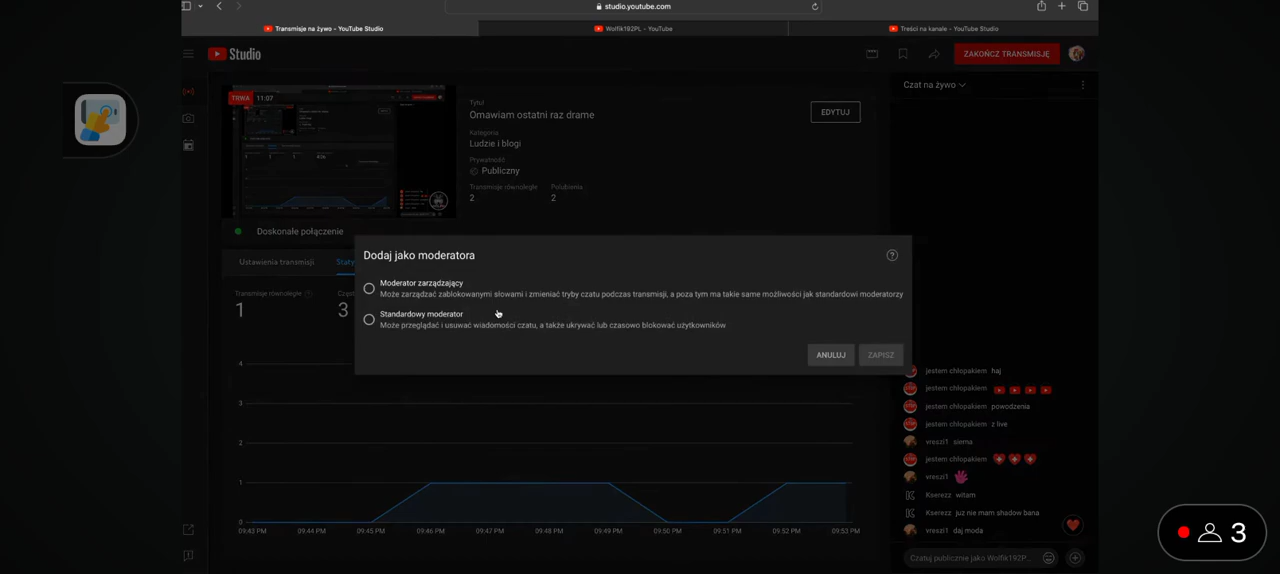 studio.youtube.com
Transmisje na żywo - YouTube Studio
Wolfik192PL - YouTube
Treści na kanale - YouTube Studio
Studio
ZAKOŃCZ TRANSMISJĘ
TRWA 11:07
Tytuł
Omawiam ostatni raz drame
EDYTUJ
Kategoria
Ludzie i blogi
Prywatność
Publiczny
Transmisje równoległe
Polubienia
2
2
Czat na żywo
Doskonałe połączenie
Ustawienia transmisji
Staty
Transmisje równoległe
Częst
1
3
Dodaj jako moderatora
Moderator zarządzający
Może zarządzać zablokowanymi słowami i zmieniać tryby czatu podczas transmisji, a poza tym ma takie same możliwości jak standardowi moderatorzy
Standardowy moderator
Może przeglądać i usuwać wiadomości czatu, a także ukrywać lub czasowo blokować użytkowników
ANULUJ
ZAPISZ
4
3
2
1
0
09:43 PM 09:44 PM 09:45 PM 09:46 PM 09:47 PM 09:48 PM 09:49 PM 09:50 PM 09:51 PM 09:52 PM 09:53 PM
jestem chłopakiem haj
jestem chłopakiem
jestem chłopakiem powodzenia
jestem chłopakiem z live
vreszi1 siema
jestem chłopakiem
vreszi1
Kserezz witam
Kserezz juz nie mam shadow bana
vreszi1 daj moda
Czatuj publicznie jako Wolfik192P...
3